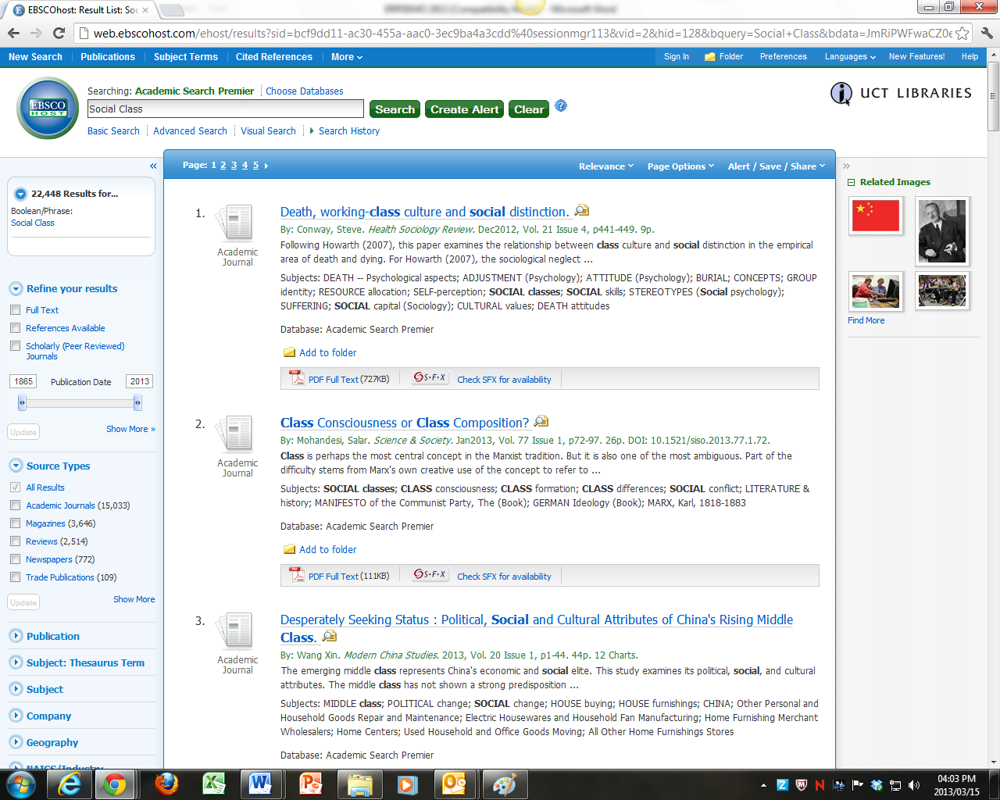 EBSCOhost: Result List: Soc
web.ebscohost.com/ehost/results?sid=bcf9dd11-ac30-455a-aac0-3ec9ba4a3cdd%40sessionmgr113&vid=2&hid=128&bquery=Social+Class&bdata=JmRiPWFwaCZ0e
New Search Publications Subject Terms Cited References More Sign In Folder Preferences Languages New Features! Help
Searching: Academic Search Premier Choose Databases
EBSCO HOST
Social Class Search Create Alert Clear ?
UCT LIBRARIES
Basic Search Advanced Search Visual Search Search History
Page: 1 2 3 4 5 Relevance Page Options Alert / Save / Share
22,448 Results for...
Boolean/Phrase:
Social Class
Refine your results
Full Text
References Available
Scholarly (Peer Reviewed)
Journals
1865 Publication Date 2013
Update Show More »
Source Types
All Results
Academic Journals (15,033)
Magazines (3,646)
Reviews (2,514)
Newspapers (772)
Trade Publications (109)
Update Show More
Publication
Subject: Thesaurus Term
Subject
Company
Geography
NAICS/Industry
1.
Academic
Journal
Death, working-class culture and social distinction.
By: Conway, Steve. Health Sociology Review. Dec2012, Vol. 21 Issue 4, p441-449. 9p.
Following Howarth (2007), this paper examines the relationship between class culture and social distinction in the empirical
area of death and dying. For Howarth (2007), the sociological neglect ...
Subjects: DEATH -- Psychological aspects; ADJUSTMENT (Psychology); ATTITUDE (Psychology); BURIAL; CONCEPTS; GROUP
identity; RESOURCE allocation; SELF-perception; SOCIAL classes; SOCIAL skills; STEREOTYPES (Social psychology);
SUFFERING; SOCIAL capital (Sociology); CULTURAL values; DEATH attitudes
Database: Academic Search Premier
Add to folder
PDF Full Text (727KB) S·F·X Check SFX for availability
2.
Academic
Journal
Class Consciousness or Class Composition?
By: Mohandesi, Salar. Science & Society. Jan2013, Vol. 77 Issue 1, p72-97. 26p. DOI: 10.1521/siso.2013.77.1.72.
Class is perhaps the most central concept in the Marxist tradition. But it is also one of the most ambiguous. Part of the
difficulty stems from Marx's own creative use of the concept to refer to ...
Subjects: SOCIAL classes; CLASS consciousness; CLASS formation; CLASS differences; SOCIAL conflict; LITERATURE &
history; MANIFESTO of the Communist Party, The (Book); GERMAN Ideology (Book); MARX, Karl, 1818-1883
Database: Academic Search Premier
Add to folder
PDF Full Text (111KB) S·F·X Check SFX for availability
3.
Academic
Journal
Desperately Seeking Status : Political, Social and Cultural Attributes of China's Rising Middle
Class.
By: Wang Xin. Modern China Studies. 2013, Vol. 20 Issue 1, p1-44. 44p. 12 Charts.
The emerging middle class represents China's economic and social elite. This study examines its political, social, and cultural
attributes. The middle class has not shown a strong predisposition ...
Subjects: MIDDLE class; POLITICAL change; SOCIAL change; HOUSE buying; HOUSE furnishings; CHINA; Other Personal and
Household Goods Repair and Maintenance; Electric Housewares and Household Fan Manufacturing; Home Furnishing Merchant
Wholesalers; Home Centers; Used Household and Office Goods Moving; All Other Home Furnishings Stores
Database: Academic Search Premier
Related Images
Find More
04:03 PM
2013/03/15